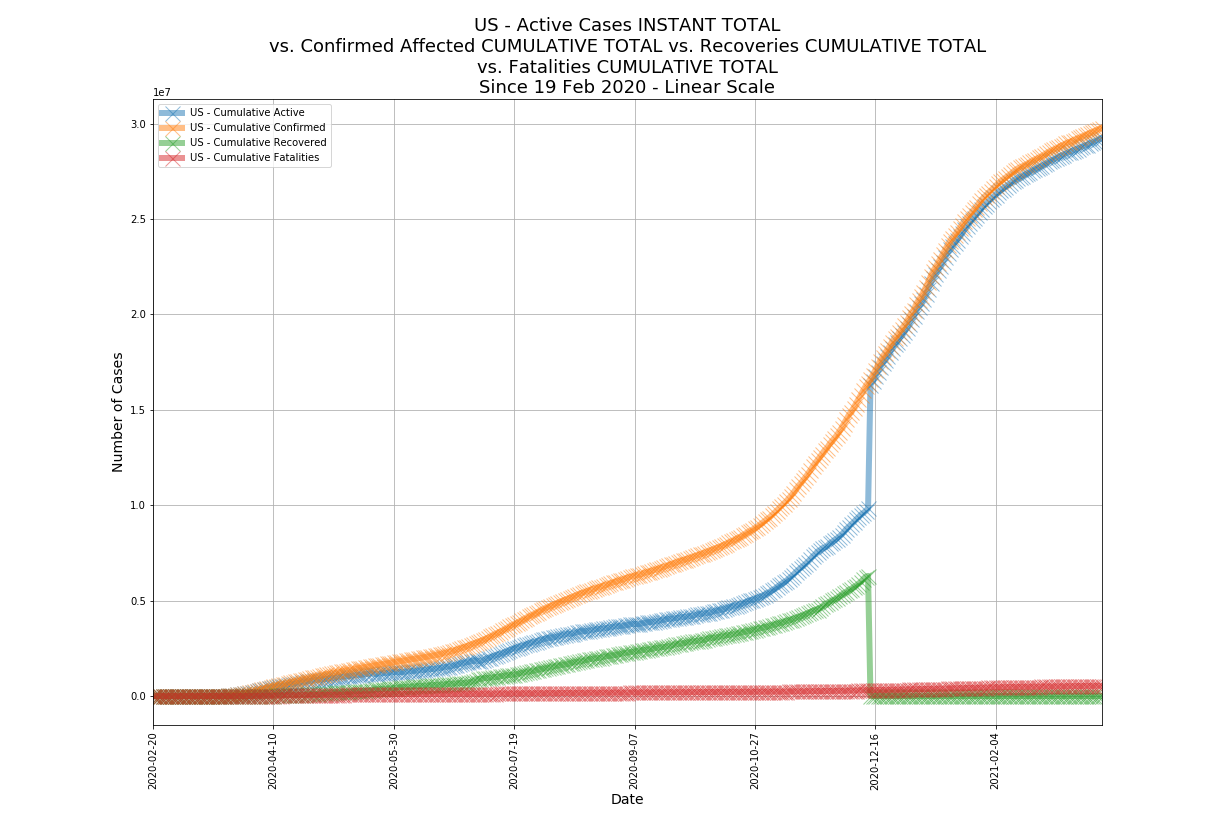 US - Active Cases INSTANT TOTAL
vs. Confirmed Affected CUMULATIVE TOTAL vs. Recoveries CUMULATIVE TOTAL
vs. Fatalities CUMULATIVE TOTAL
Since 19 Feb 2020 - Linear Scale
1e7
US - Cumulative Active
US - Cumulative Confirmed
US - Cumulative Recovered
US - Cumulative Fatalities
3.0
2.5
2.0
1.5
1.0
0.5
0.0
Number of Cases
2020-02-20
2020-04-10
2020-05-30
2020-07-19
2020-09-07
2020-10-27
2020-12-16
2021-02-04
Date